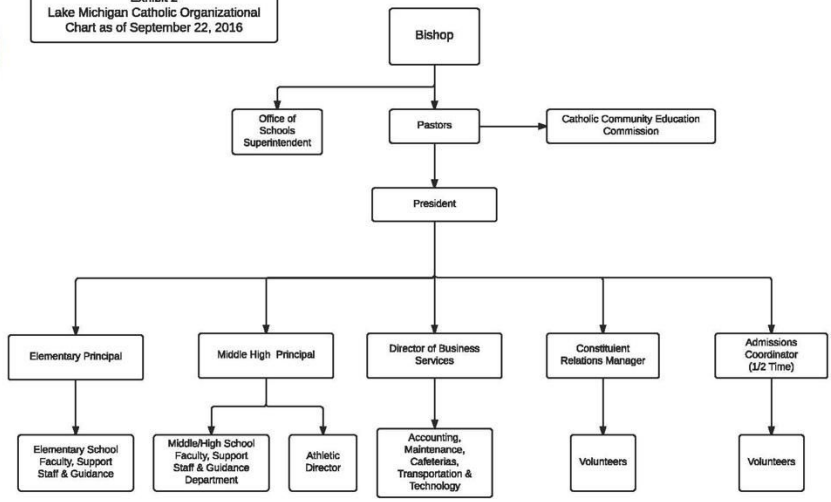 Exhibit 2
Lake Michigan Catholic Organizational
Chart as of September 22, 2016
Bishop
Office of
Schools
Superintendent
Pastors
Catholic Community Education
Commission
President
Elementary Principal
Middle High Principal
Director of Business
Services
Constituent
Relations Manager
Admissions
Coordinator
(1/2 Time)
Elementary School
Faculty, Support
Staff & Guidance
Middle/High School
Faculty, Support
Staff & Guidance
Department
Athletic
Director
Accounting,
Maintenance,
Cafeterias,
Transportation &
Technology
Volunteers
Volunteers